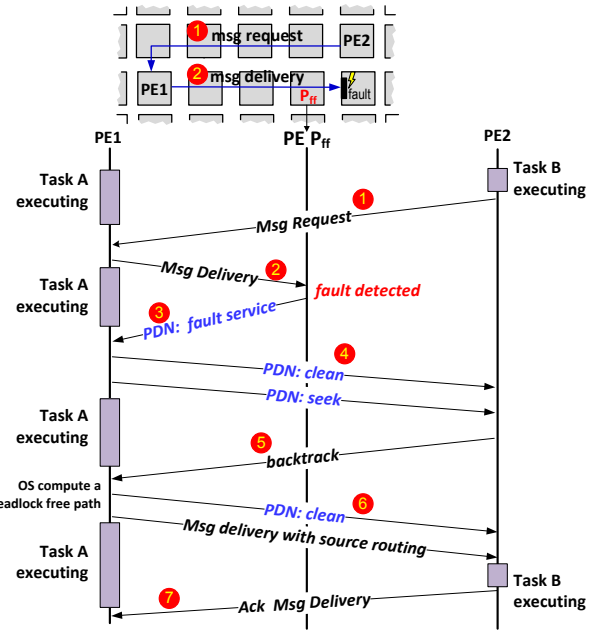 1 msg request
PE2
2 msg delivery
PE1
P_ff
fault
PE1
PE P_ff
PE2
Task A
executing
Task B
executing
1
Msg Request
Msg Delivery 2
Task A
executing
fault detected
3
PDN: fault service
4
PDN: clean
PDN: seek
Task A
executing
5
backtrack
OS compute a
eadlock free path
6
PDN: clean
Msg delivery with source routing
Task A
executing
Task B
executing
7
Ack Msg Delivery